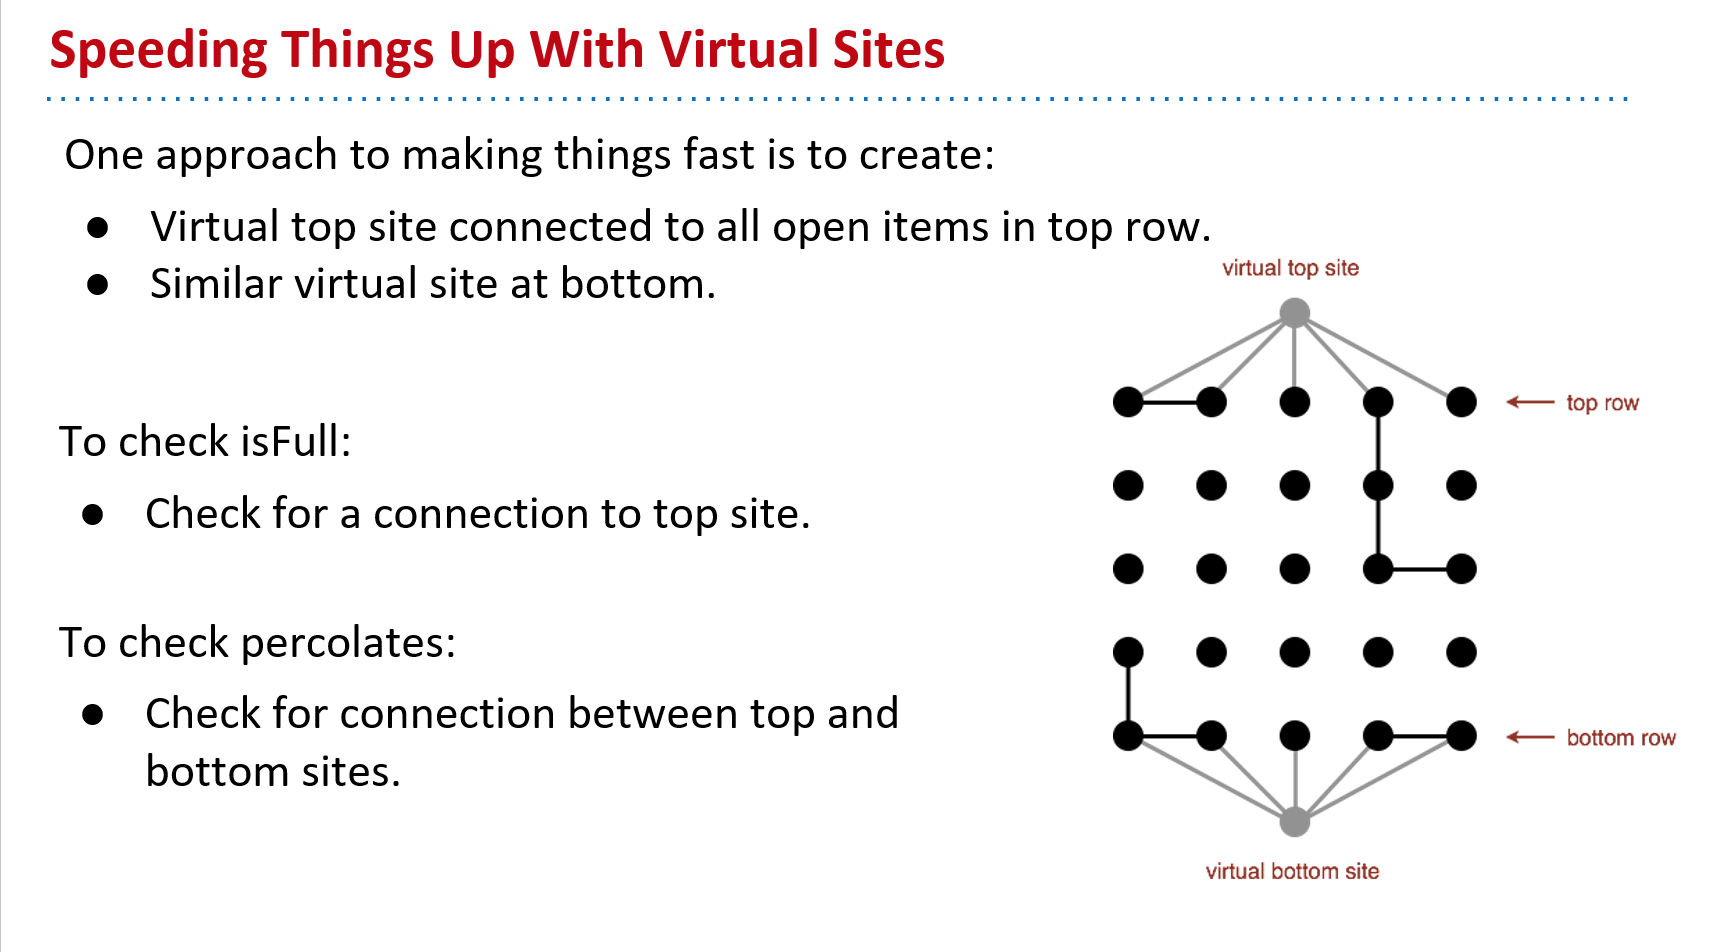 Speeding Things Up With Virtual Sites
One approach to making things fast is to create:
● Virtual top site connected to all open items in top row.
● Similar virtual site at bottom.
virtual top site
top row
To check isFull:
● Check for a connection to top site.
To check percolates:
● Check for connection between top and
bottom sites.
bottom row
virtual bottom site